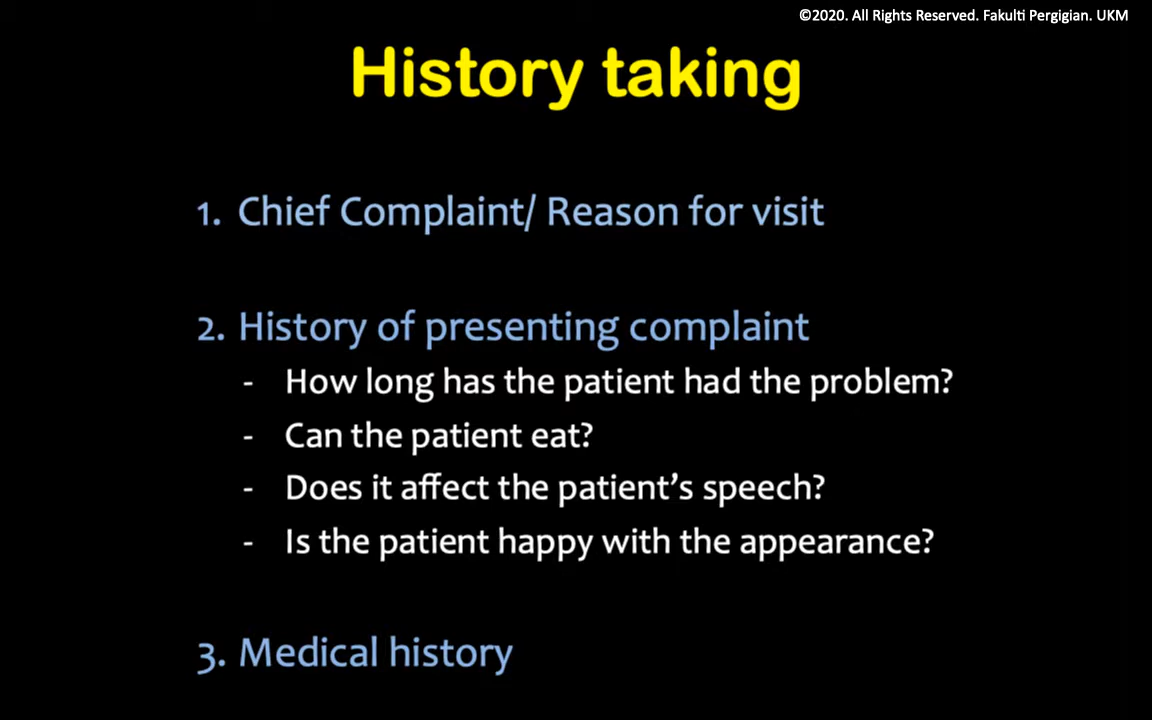 ©2020. All Rights Reserved. Fakulti Pergigian. UKM
History taking
1. Chief Complaint/ Reason for visit
2. History of presenting complaint
- How long has the patient had the problem?
- Can the patient eat?
- Does it affect the patient’s speech?
- Is the patient happy with the appearance?
3. Medical history